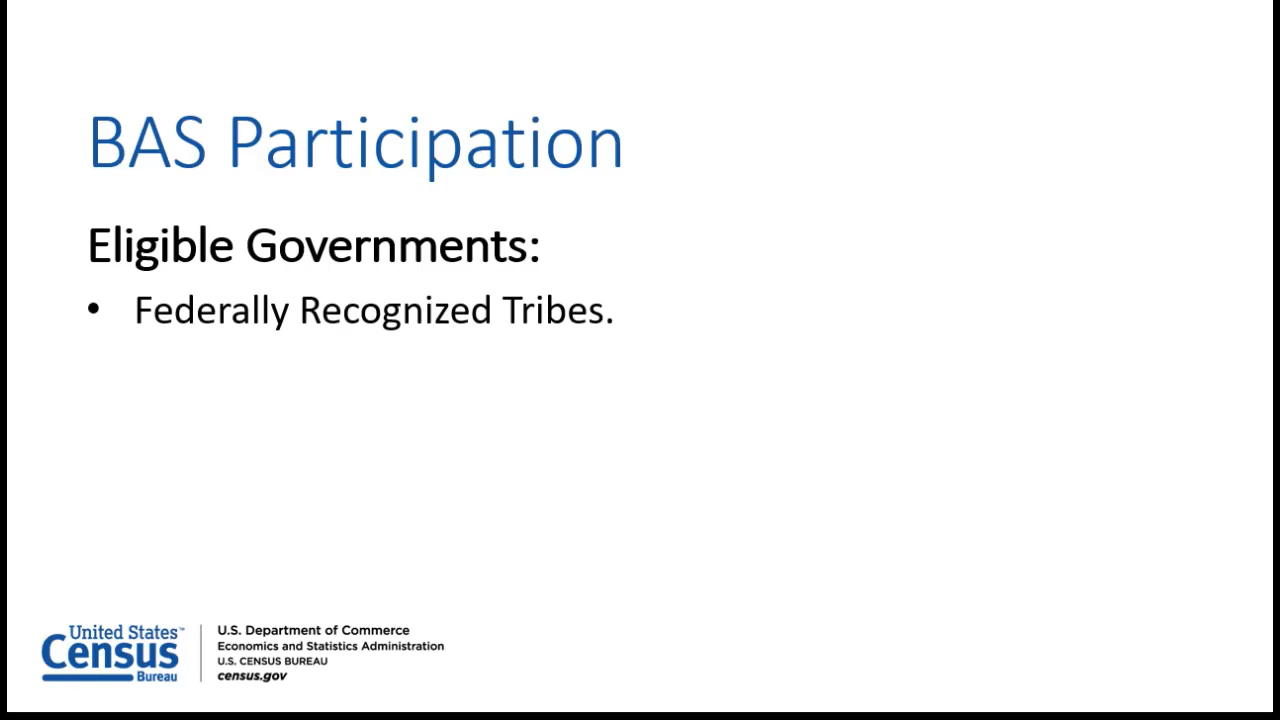 BAS Participation
Eligible Governments:
• Federally Recognized Tribes.
United States™
Census
Bureau
U.S. Department of Commerce
Economics and Statistics Administration
U.S. CENSUS BUREAU
census.gov